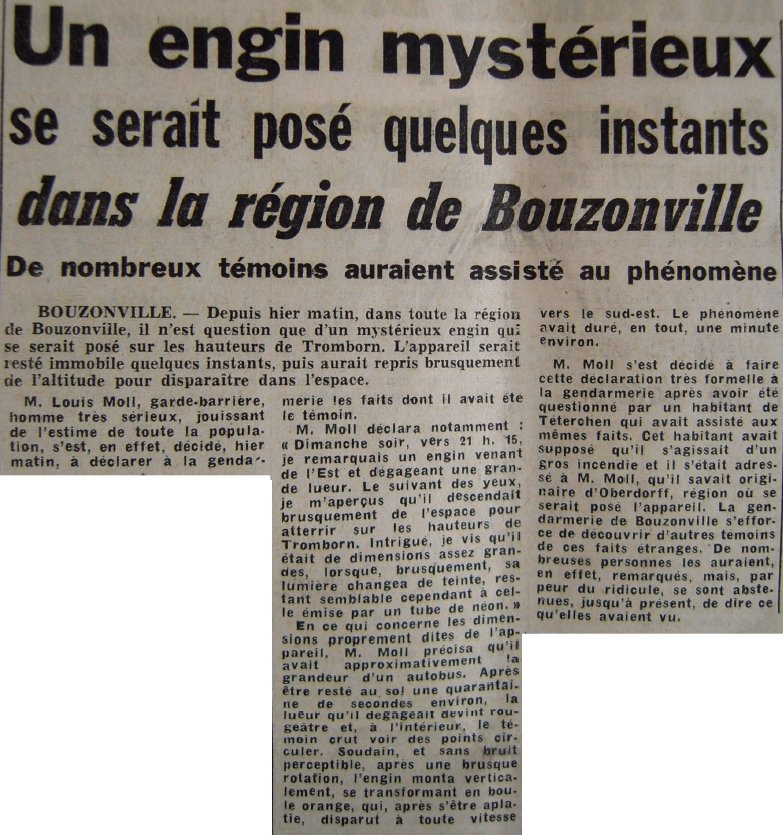 Un engin mystérieux
se serait posé quelques instants
dans la région de Bouzonville
De nombreux témoins auraient assisté au phénomène
BOUZONVILLE. — Depuis hier matin, dans toute la région
de Bouzonville, il n'est question que d'un mystérieux engin qui
se serait posé sur les hauteurs de Tromborn. L'appareil serait
resté immobile quelques instants, puis aurait repris brusquement
de l'altitude pour disparaître dans l'espace.
M. Louis Moll, garde-barrière,
homme très sérieux, jouissant
de l'estime de toute la popula-
tion, s'est, en effet, décidé, hier
matin, à déclarer à la gendar-
merie les faits dont il avait été
le témoin.
M. Moll déclara notamment :
« Dimanche soir, vers 21 h. 15,
je remarquais un engin venant
de l'Est et dégageant une gran-
de lueur. Le suivant des yeux,
je m'aperçus qu'il descendait
brusquement de l'espace pour
atterrir sur les hauteurs de
Tromborn. Intrigué, je vis qu'il
était de dimensions assez gran-
des, lorsque, brusquement, sa
lumière changea de teinte, res-
tant semblable cependant à cel-
le émise par un tube de néon. »
En ce qui concerne les dimen-
sions proprement dites de l'ap-
pareil, M. Moll précisa qu'il
avait approximativement la
grandeur d'un autobus. Après
être resté au sol une quarantai-
ne de secondes environ, la
lueur qu'il dégageait devint rou-
geâtre et, à l'intérieur, le té-
moin crut voir des points cir-
culer. Soudain, et sans bruit
perceptible, après une brusque
rotation, l'engin monta vertica-
lement, se transformant en bou-
le orange, qui, après s'être apla-
tie, disparut à toute vitesse
vers le sud-est. Le phénomène
avait duré, en tout, une minute
environ.
M. Moll s'est décidé à faire
cette déclaration très formelle à
la gendarmerie après avoir été
questionné par un habitant de
Téterchen qui avait assisté aux
mêmes faits. Cet habitant avait
supposé qu'il s'agissait d'un
gros incendie et il s'était adres-
sé à M. Moll, qu'il savait origi-
naire d'Oberdorff, région où se
serait posé l'appareil. La gen-
darmerie de Bouzonville s'effor-
ce de découvrir d'autres témoins
de ces faits étranges. De nom-
breuses personnes les auraient,
en effet, remarqués, mais, par
peur du ridicule, se sont abste-
nues, jusqu'à présent, de dire ce
qu'elles avaient vu.